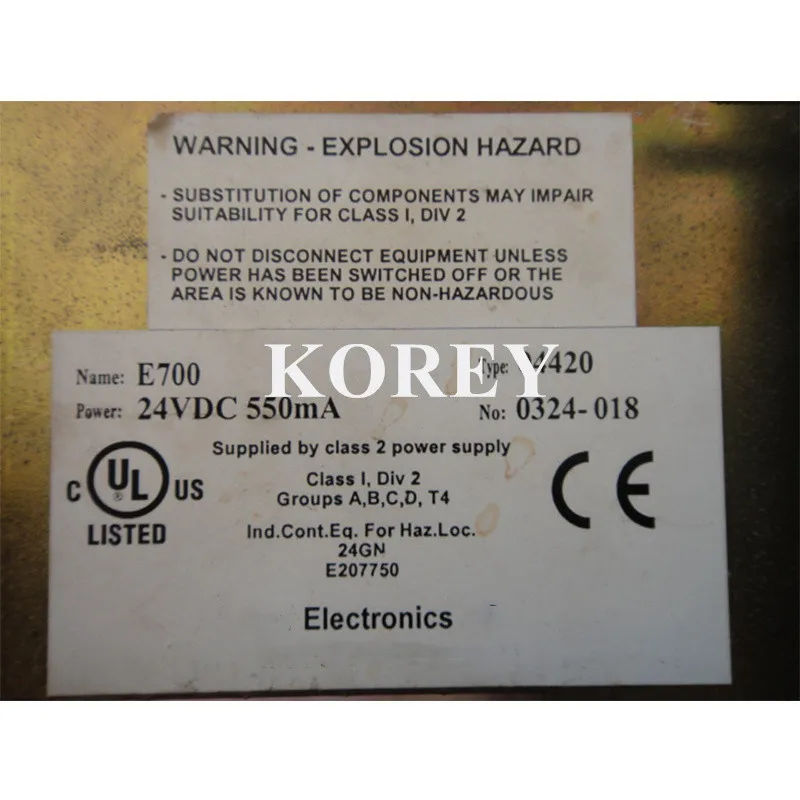 WARNING - EXPLOSION HAZARD
- SUBSTITUTION OF COMPONENTS MAY IMPAIR
SUITABILITY FOR CLASS I, DIV 2
- DO NOT DISCONNECT EQUIPMENT UNLESS
POWER HAS BEEN SWITCHED OFF OR THE
AREA IS KNOWN TO BE NON-HAZARDOUS
KOREY
Name: E700 Type: 04420
Power: 24VDC 550mA No: 0324-018
Supplied by class 2 power supply
Class I, Div 2
Groups A,B,C,D, T4
C UL ® US
LISTED
CE
Ind.Cont.Eq. For Haz.Loc.
24GN
E207750
Electronics